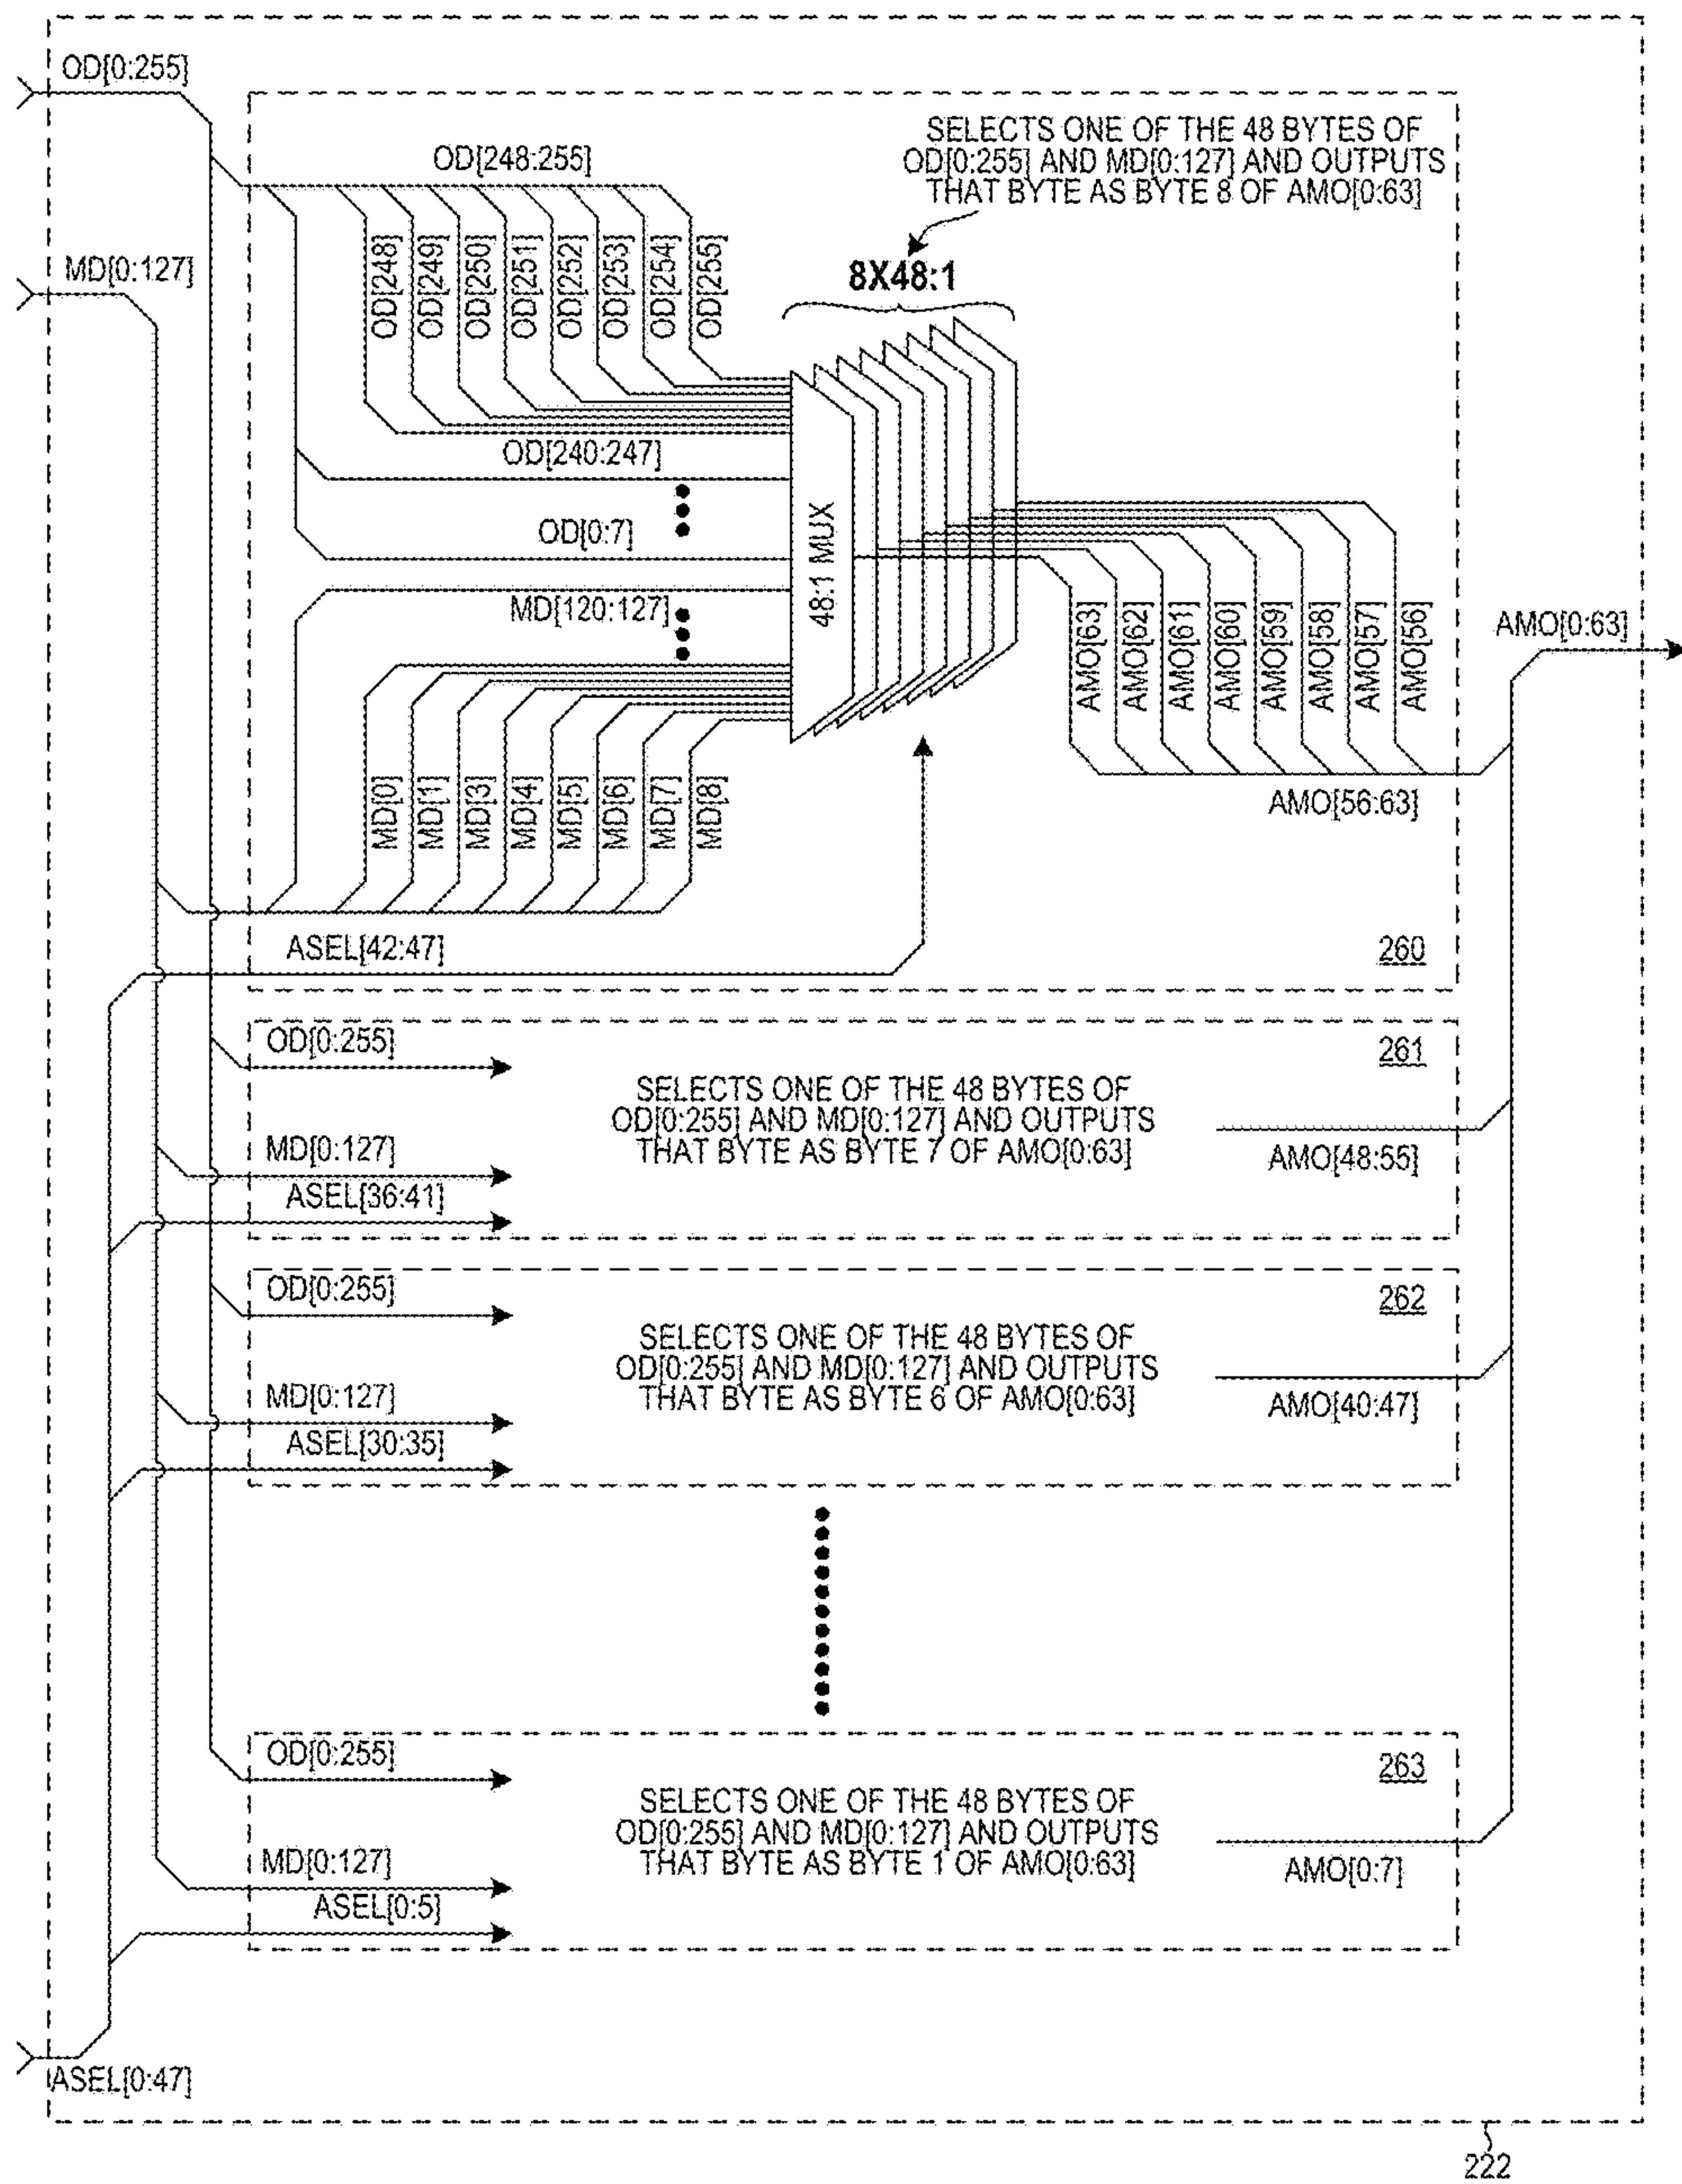 OD[0:255]
SELECTS ONE OF THE 48 BYTES OF
OD[0:255] AND MD[0:127] AND OUTPUTS
THAT BYTE AS BYTE 8 OF AMO[0:63]
OD[248:255]
MD[0:127]
OD[248]
OD[249]
OD[250]
OD[251]
OD[252]
OD[253]
OD[254]
OD[255]
8X48:1
OD[240:247]
OD[0:7]
48:1 MUX
MD[120:127]
AMO[63]
AMO[62]
AMO[61]
AMO[60]
AMO[59]
AMO[58]
AMO[57]
AMO[56]
AMO[0:63]
MD[0]
MD[1]
MD[3]
MD[4]
MD[5]
MD[6]
MD[7]
MD[8]
AMO[56:63]
ASEL[42:47]
260
OD[0:255]
261
SELECTS ONE OF THE 48 BYTES OF
OD[0:255] AND MD[0:127] AND OUTPUTS
THAT BYTE AS BYTE 7 OF AMO[0:63]
MD[0:127]
AMO[48:55]
ASEL[36:41]
OD[0:255]
262
SELECTS ONE OF THE 48 BYTES OF
OD[0:255] AND MD[0:127] AND OUTPUTS
THAT BYTE AS BYTE 6 OF AMO[0:63]
MD[0:127]
AMO[40:47]
ASEL[30:35]
OD[0:255]
263
SELECTS ONE OF THE 48 BYTES OF
OD[0:255] AND MD[0:127] AND OUTPUTS
THAT BYTE AS BYTE 1 OF AMO[0:63]
MD[0:127]
AMO[0:7]
ASEL[0:5]
ASEL[0:47]
222